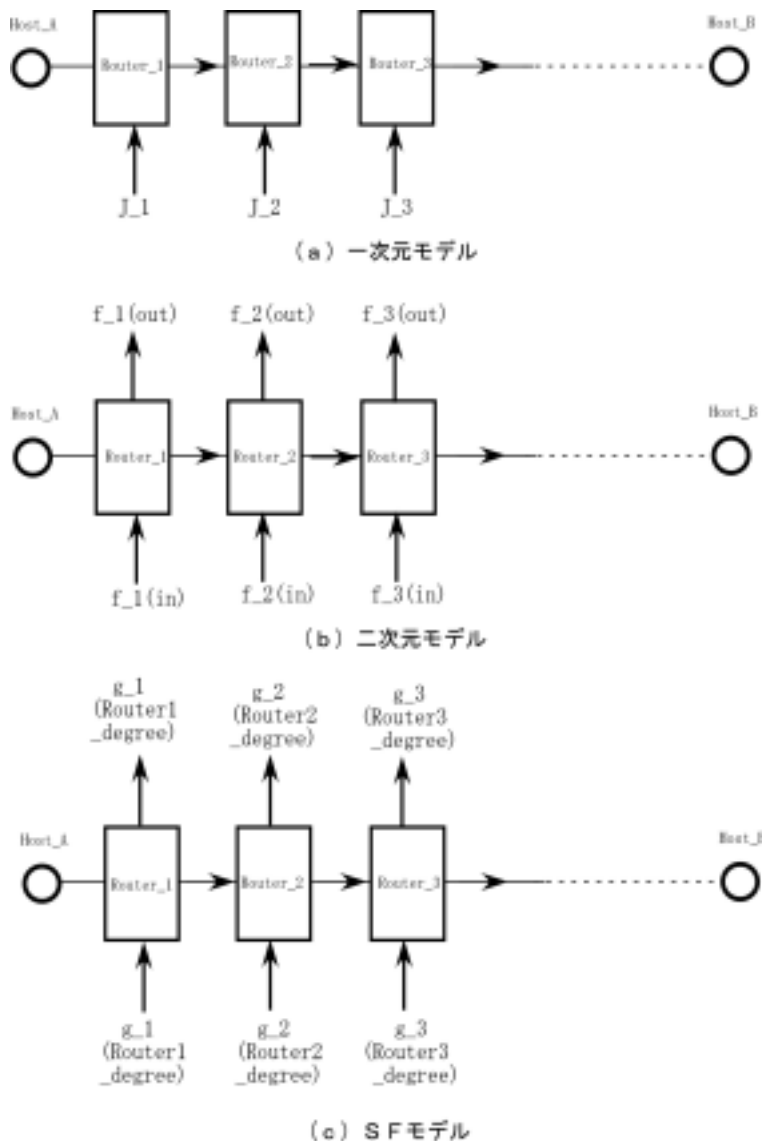 Host_A
Host_B
Router_1
Router_2
Router_3
J_1
J_2
J_3
(a) 一次元モデル
f_1(out)
f_2(out)
f_3(out)
Host_A
Host_B
Router_1
Router_2
Router_3
f_1(in)
f_2(in)
f_3(in)
(b) 二次元モデル
g_1
(Router1
_degree)
g_2
(Router2
_degree)
g_3
(Router3
_degree)
Host_A
Host_B
Router_1
Router_2
Router_3
g_1
(Router1
_degree)
g_2
(Router2
_degree)
g_3
(Router3
_degree)
(c) SFモデル